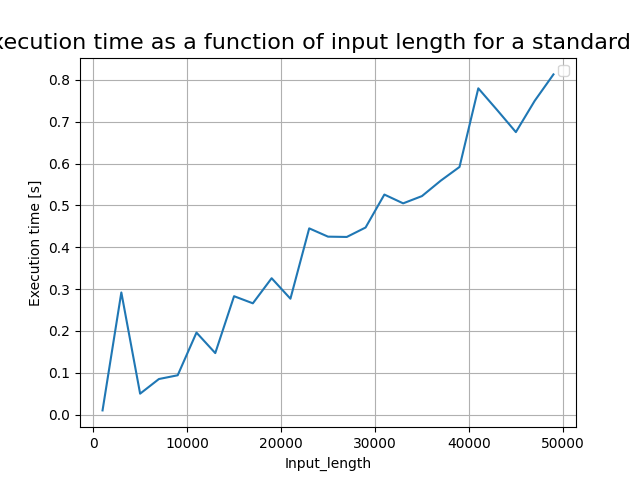 xecution time as a function of input length for a standard
0.8
0.7
0.6
0.5
0.4
0.3
0.2
0.1
0.0
Execution time [s]
0 10000 20000 30000 40000 50000
Input_length